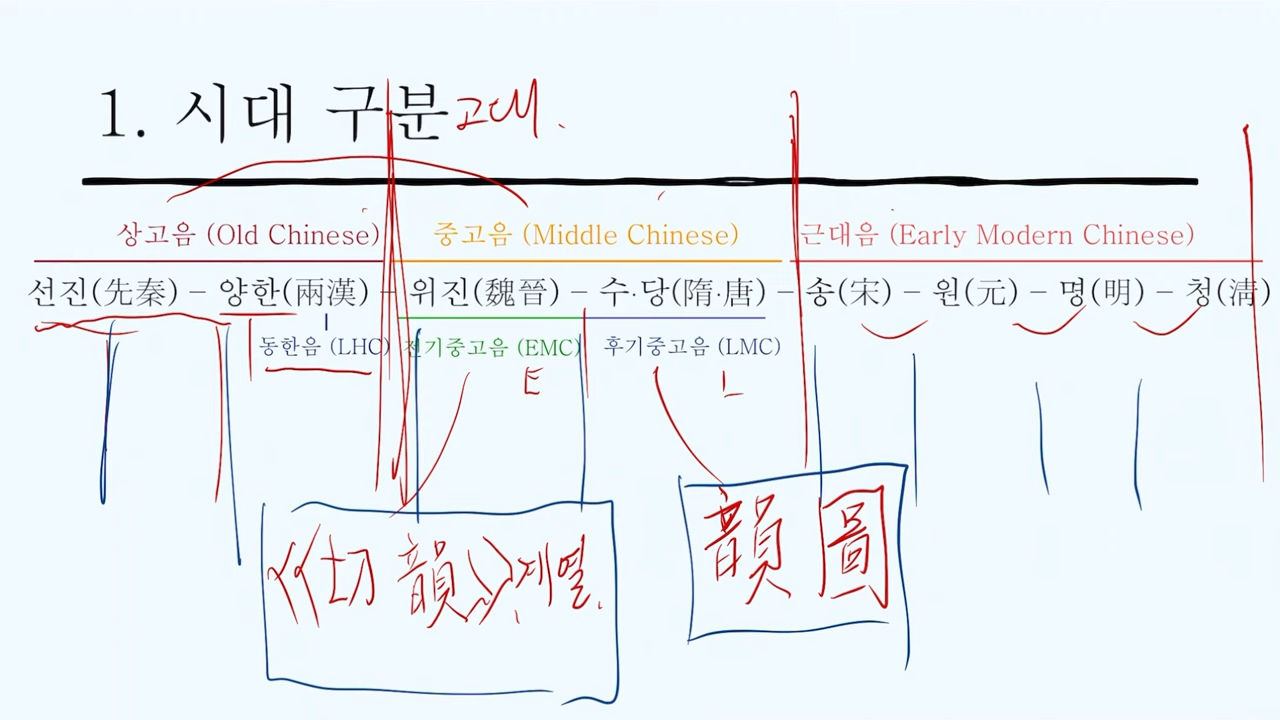 1. 시대 구분 고대.
상고음 (Old Chinese) 중고음 (Middle Chinese) 근대음 (Early Modern Chinese)
선진(先秦) – 양한(兩漢) – 위진(魏晉) – 수·당(隋·唐) – 송(宋) – 원(元) – 명(明) – 청(淸)
동한음 (LHC) 전기중고음 (EMC) 후기중고음 (LMC)
E L
《切韻》계열. 韻圖